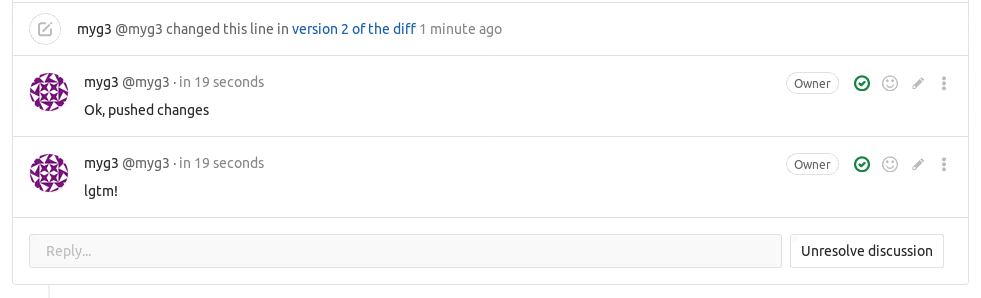 myg3 @myg3 changed this line in version 2 of the diff 1 minute ago
myg3 @myg3 · in 19 seconds Owner
Ok, pushed changes
myg3 @myg3 · in 19 seconds Owner
lgtm!
Reply... Unresolve discussion